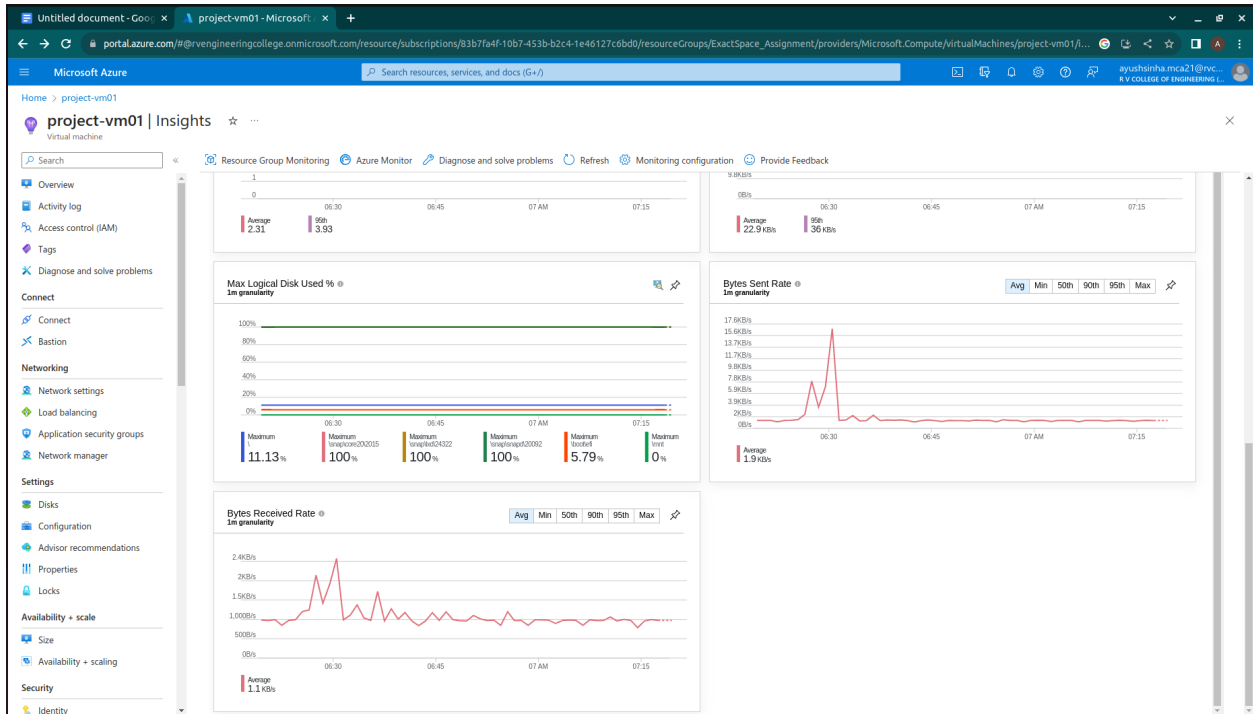 Untitled document - Goog
project-vm01 - Microsoft A
portal.azure.com/#@rvengineeringcollege.onmicrosoft.com/resource/subscriptions/83b7fa4f-10b7-453b-b2c4-1e46127c6bd0/resourceGroups/ExactSpace_Assignment/providers/Microsoft.Compute/virtualMachines/project-vm01/i...
A
Microsoft Azure
Search resources, services, and docs (G+/)
ayushsinha.mca21@rvc...
R V COLLEGE OF ENGINEERING (...
Home > project-vm01
project-vm01 | Insights
Virtual machine
Search
Resource Group Monitoring
Azure Monitor
Diagnose and solve problems
Refresh
Monitoring configuration
Provide Feedback
Overview
Activity log
Access control (IAM)
Tags
Diagnose and solve problems
Connect
Connect
Bastion
Networking
Network settings
Load balancing
Application security groups
Network manager
Settings
Disks
Configuration
Advisor recommendations
Properties
Locks
Availability + scale
Size
Availability + scaling
Security
Identity
1
0
06:30 06:45 07 AM 07:15
Average 95th
2.31 3.93
9.8KB/s
0B/s
06:30 06:45 07 AM 07:15
Average 95th
22.9 KB/s 36 KB/s
Max Logical Disk Used %
1m granularity
100%
80%
60%
40%
20%
0%
06:30 06:45 07 AM 07:15
Maximum Maximum Maximum Maximum Maximum Maximum
\ \snap\core20\2015 \snap\lxd\24322 \snap\snapd\20092 \boot\efi \mnt
11.13% 100% 100% 100% 5.79% 0%
Bytes Sent Rate
1m granularity
Avg Min 50th 90th 95th Max
17.6KB/s
15.6KB/s
13.7KB/s
11.7KB/s
9.8KB/s
7.8KB/s
5.9KB/s
3.9KB/s
2KB/s
0B/s
06:30 06:45 07 AM 07:15
Average
1.9 KB/s
Bytes Received Rate
1m granularity
Avg Min 50th 90th 95th Max
2.4KB/s
2KB/s
1.5KB/s
1,000B/s
500B/s
0B/s
06:30 06:45 07 AM 07:15
Average
1.1 KB/s